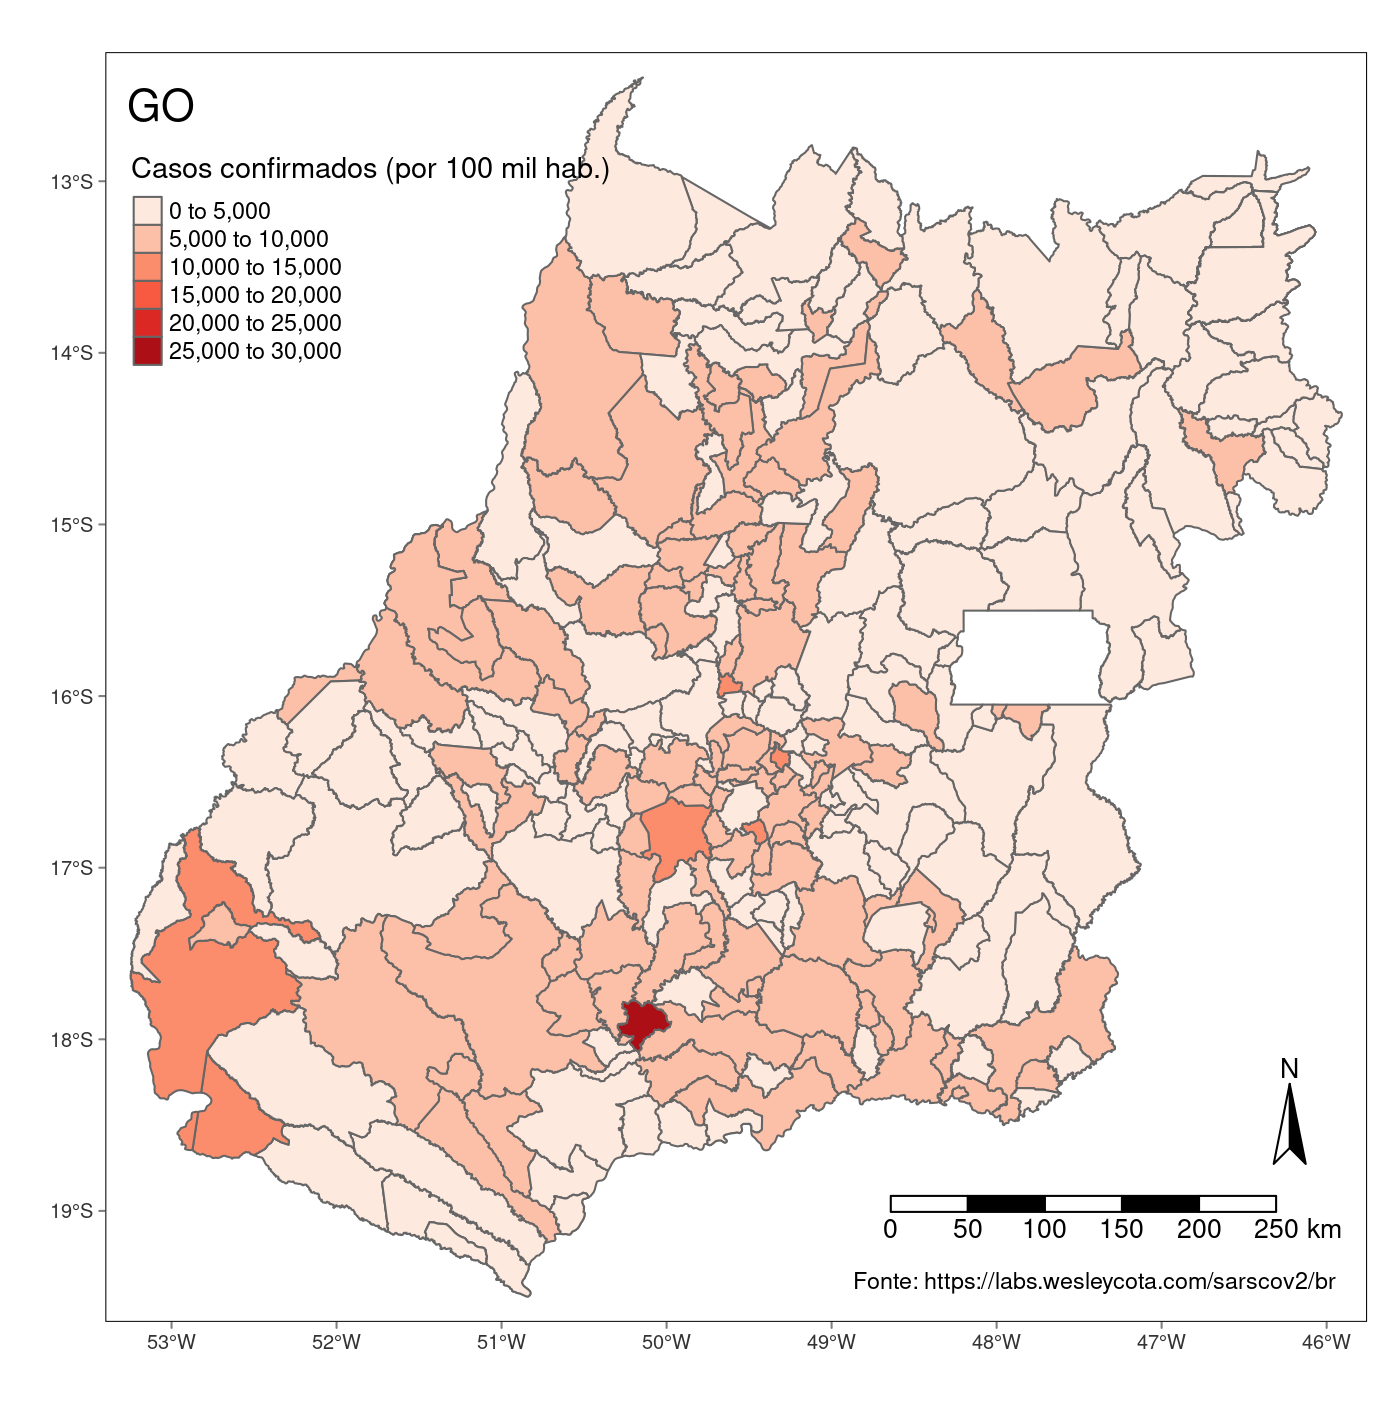 GO
Casos confirmados (por 100 mil hab.)
0 to 5,000
5,000 to 10,000
10,000 to 15,000
15,000 to 20,000
20,000 to 25,000
25,000 to 30,000
13°S
14°S
15°S
16°S
17°S
18°S
19°S
N
0 50 100 150 200 250 km
Fonte: https://labs.wesleycota.com/sarscov2/br
53°W 52°W 51°W 50°W 49°W 48°W 47°W 46°W